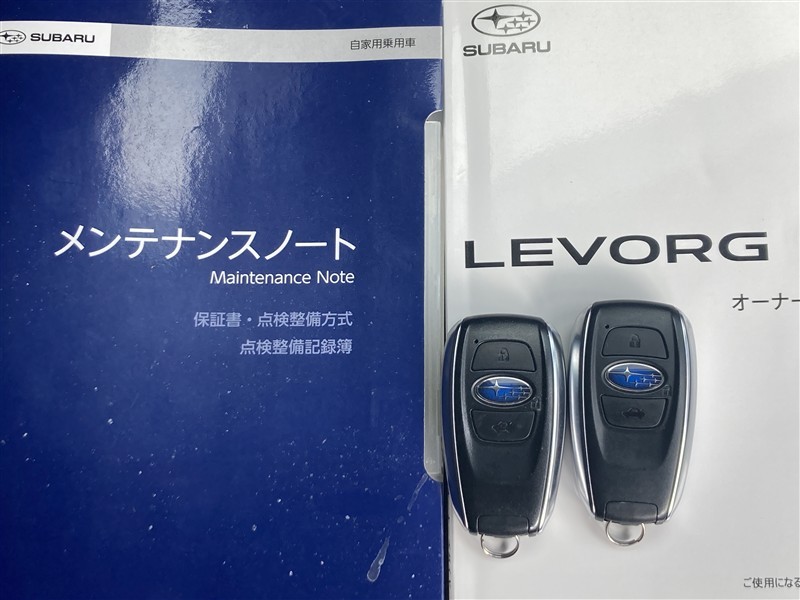 SUBARU
自家用乗用車
メンテナンスノート
Maintenance Note
保証書・点検整備方式
点検整備記録簿
SUBARU
LEVORG
オーナー
ご使用になる